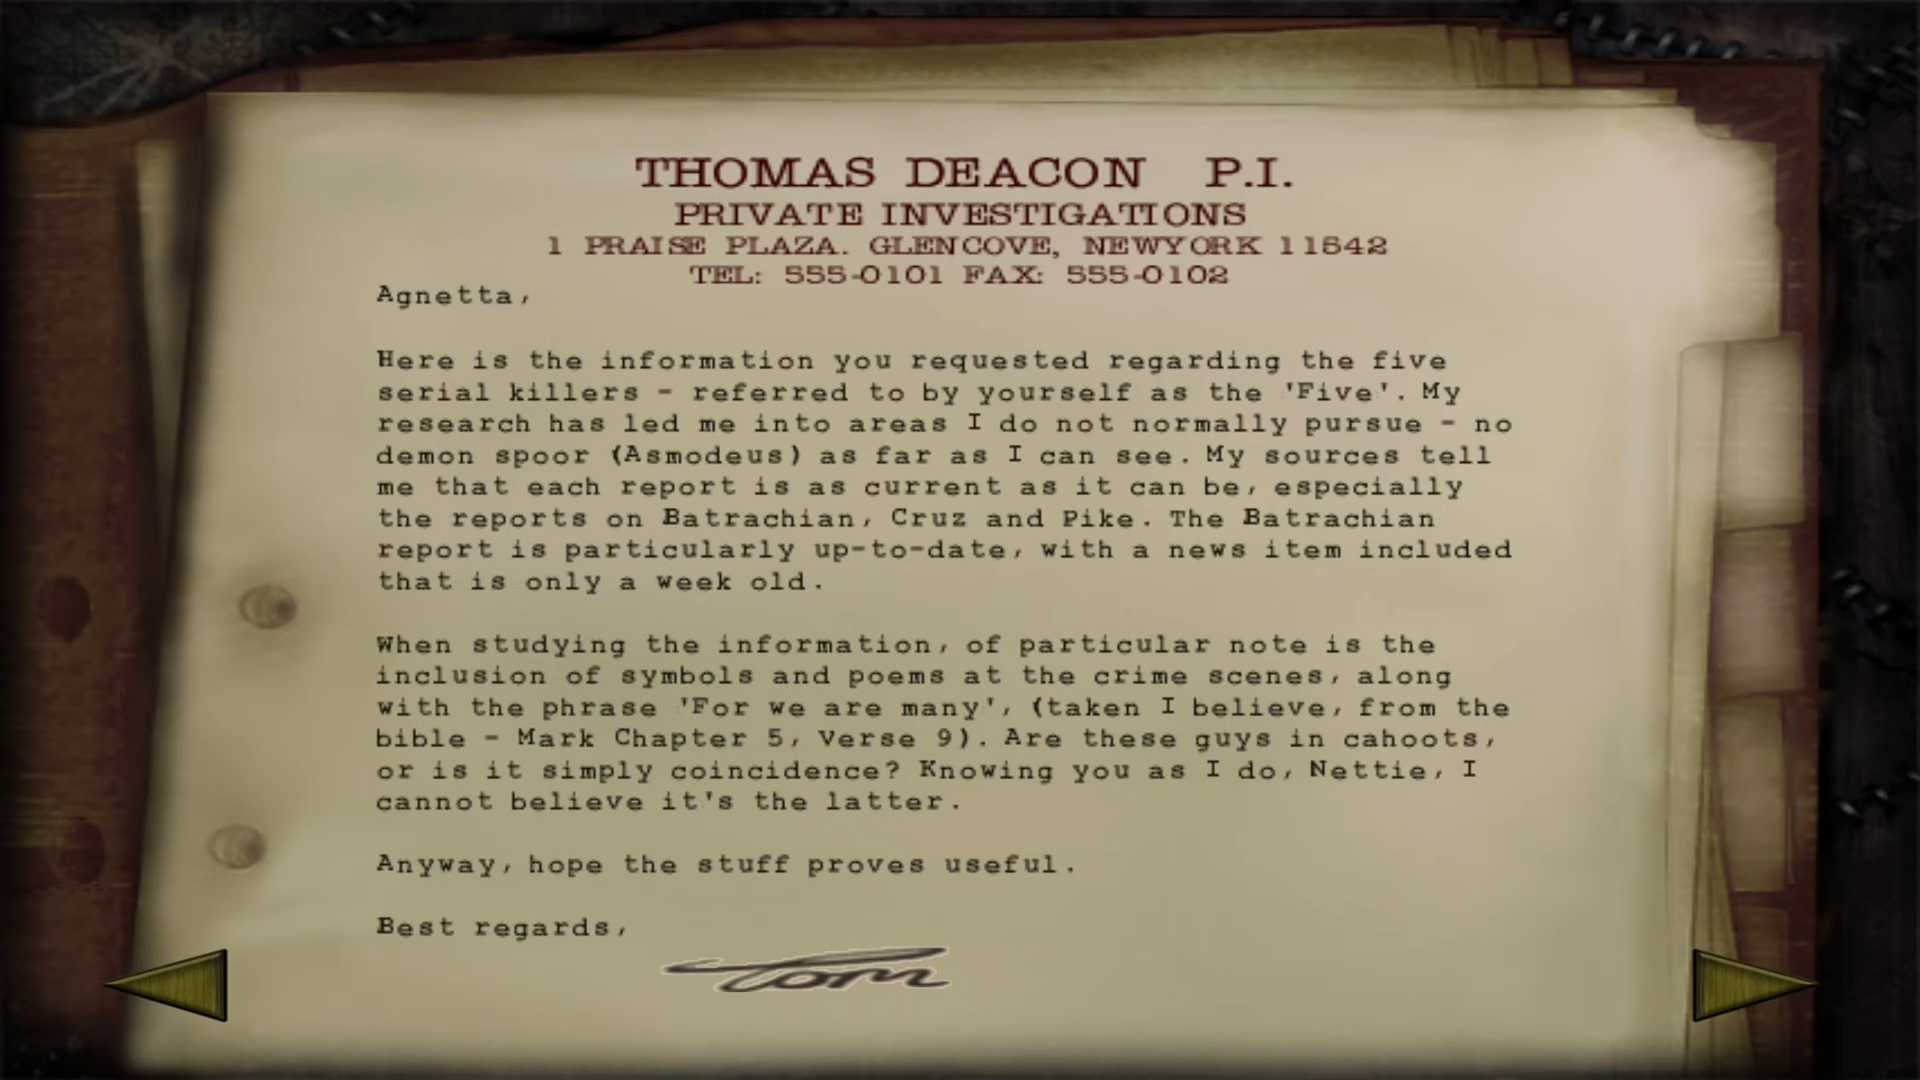 THOMAS DEACON P.I.
PRIVATE INVESTIGATIONS
1 PRAISE PLAZA. GLENCOVE, NEWYORK 11542
TEL: 555-0101 FAX: 555-0102
Agnetta,
Here is the information you requested regarding the five
serial killers - referred to by yourself as the 'Five'. My
research has led me into areas I do not normally pursue - no
demon spoor (Asmodeus) as far as I can see. My sources tell
me that each report is as current as it can be, especially
the reports on Batrachian, Cruz and Pike. The Batrachian
report is particularly up-to-date, with a news item included
that is only a week old.
When studying the information, of particular note is the
inclusion of symbols and poems at the crime scenes, along
with the phrase 'For we are many', (taken I believe, from the
bible - Mark Chapter 5, Verse 9). Are these guys in cahoots,
or is it simply coincidence? Knowing you as I do, Nettie, I
cannot believe it's the latter.
Anyway, hope the stuff proves useful.
Best regards,
Tom